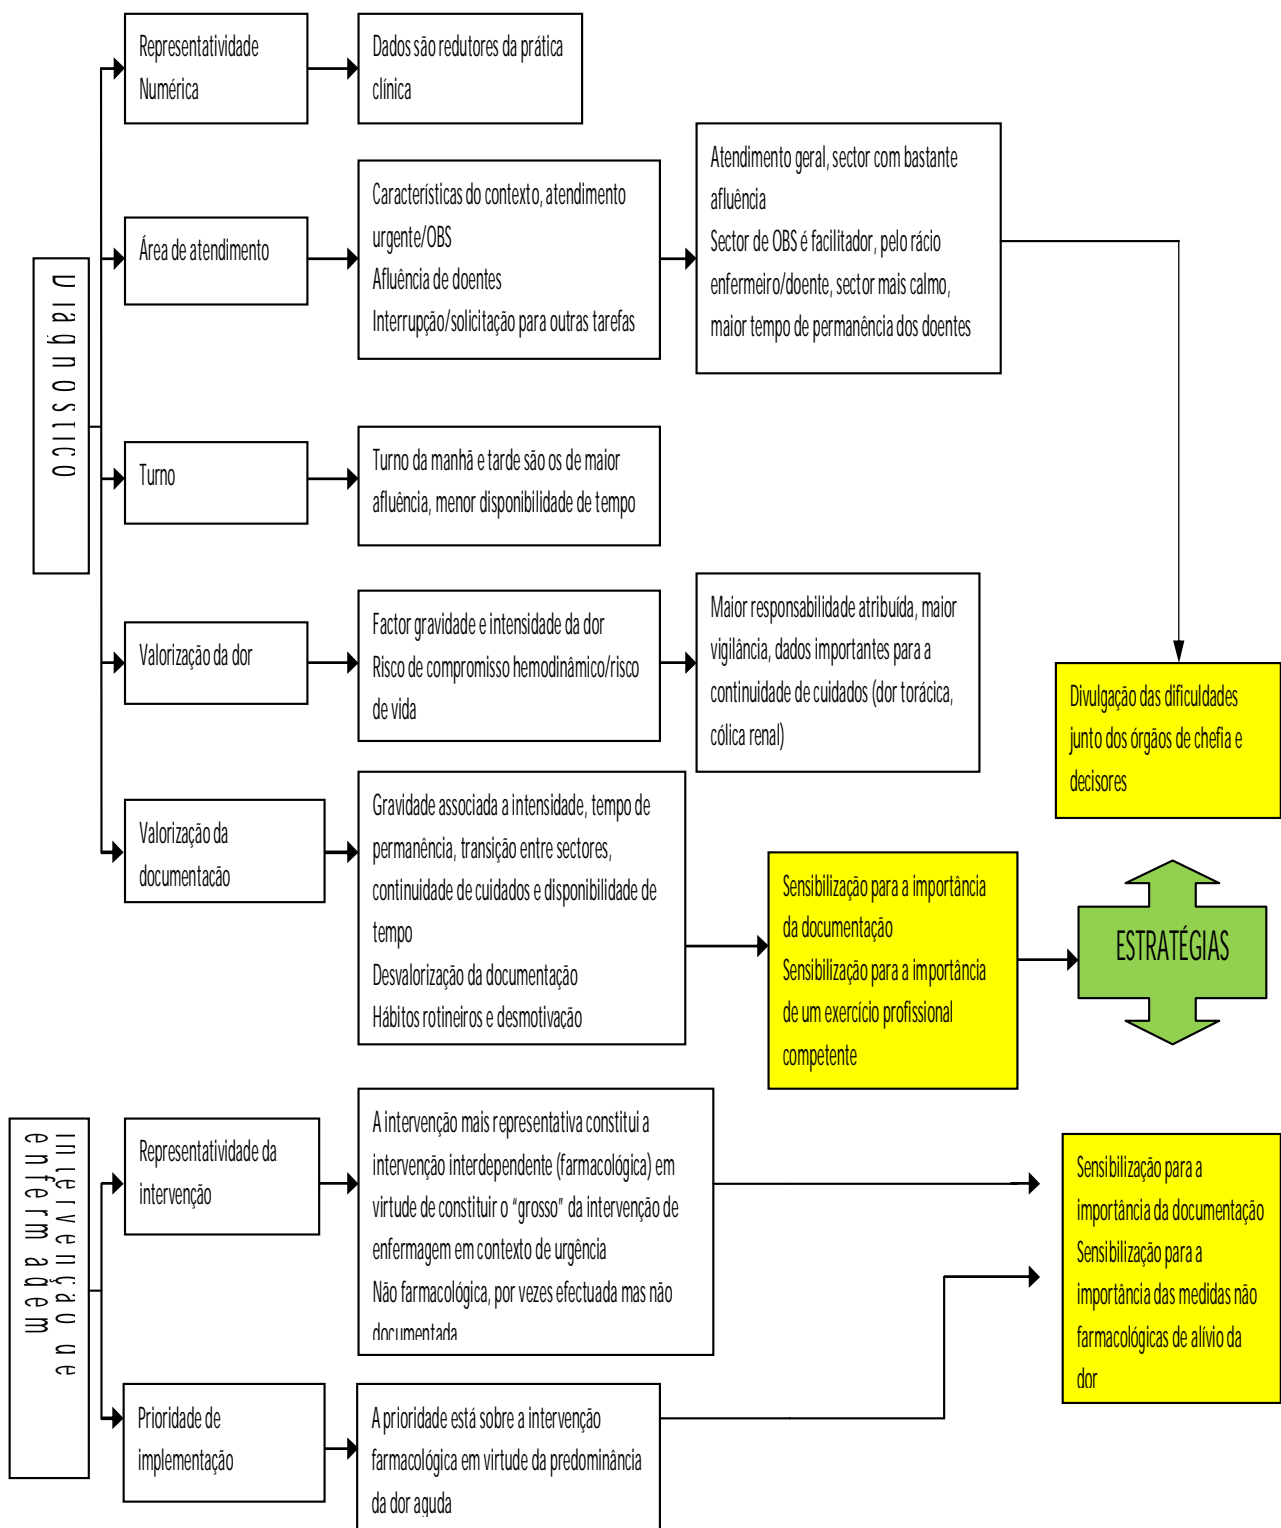 Diagnostico
Representatividade
Numérica
Dados são redutores da prática
clínica
Área de atendimento
Características do contexto, atendimento
urgente/OBS
Afluência de doentes
Interrupção/solicitação para outras tarefas
Atendimento geral, sector com bastante
afluência
Sector de OBS é facilitador, pelo rácio
enfermeiro/doente, sector mais calmo,
maior tempo de permanência dos doentes
Turno
Turno da manhã e tarde são os de maior
afluência, menor disponibilidade de tempo
Valorização da dor
Factor gravidade e intensidade da dor
Risco de compromisso hemodinâmico/risco
de vida
Maior responsabilidade atribuída, maior
vigilância, dados importantes para a
continuidade de cuidados (dor torácica,
cólica renal)
Divulgação das dificuldades
junto dos órgãos de chefia e
decisores
Valorização da
documentação
Gravidade associada a intensidade, tempo de
permanência, transição entre sectores,
continuidade de cuidados e disponibilidade de
tempo
Desvalorização da documentação
Hábitos rotineiros e desmotivação
Sensibilização para a importância
da documentação
Sensibilização para a importância
de um exercício profissional
competente
ESTRATÉGIAS
Intervenção de
enfermagem
Representatividade da
intervenção
A intervenção mais representativa constitui a
intervenção interdependente (farmacológica) em
virtude de constituir o “grosso” da intervenção de
enfermagem em contexto de urgência
Não farmacológica, por vezes efectuada mas não
documentada
Sensibilização para a
importância da documentação
Sensibilização para a
importância das medidas não
farmacológicas de alívio da
dor
Prioridade de
implementação
A prioridade está sobre a intervenção
farmacológica em virtude da predominância
da dor aguda